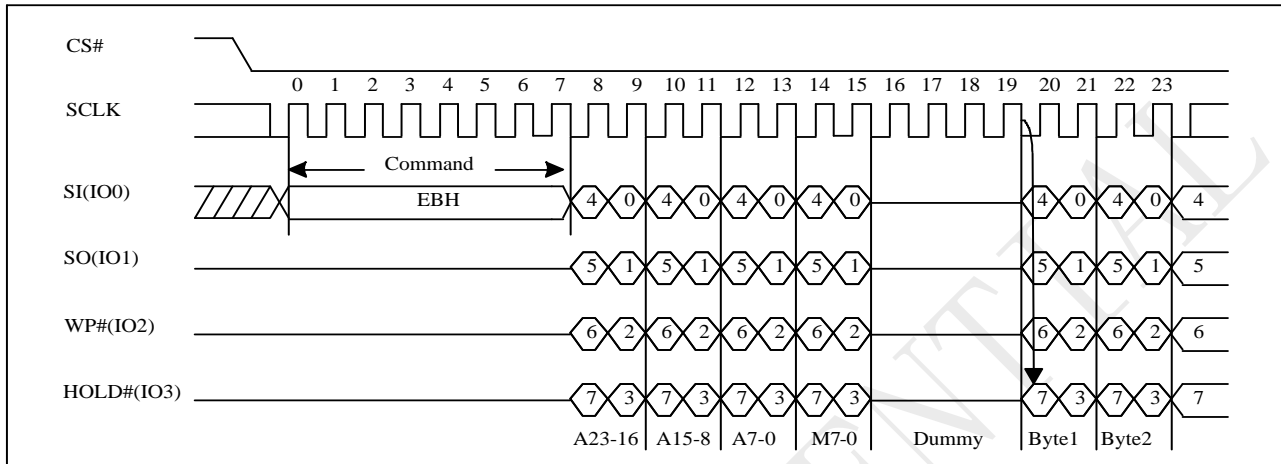 CS#
0 1 2 3 4 5 6 7 8 9 10 11 12 13 14 15 16 17 18 19 20 21 22 23
SCLK
Command
SI(IO0) EBH 4 0 4 0 4 0 4 0 4 0 4 0 4
SO(IO1) 5 1 5 1 5 1 5 1 5 1 5 1 5
WP#(IO2) 6 2 6 2 6 2 6 2 6 2 6 2 6
HOLD#(IO3) 7 3 7 3 7 3 7 3 7 3 7 3 7
A23-16 A15-8 A7-0 M7-0 Dummy Byte1 Byte2
ENTIAL